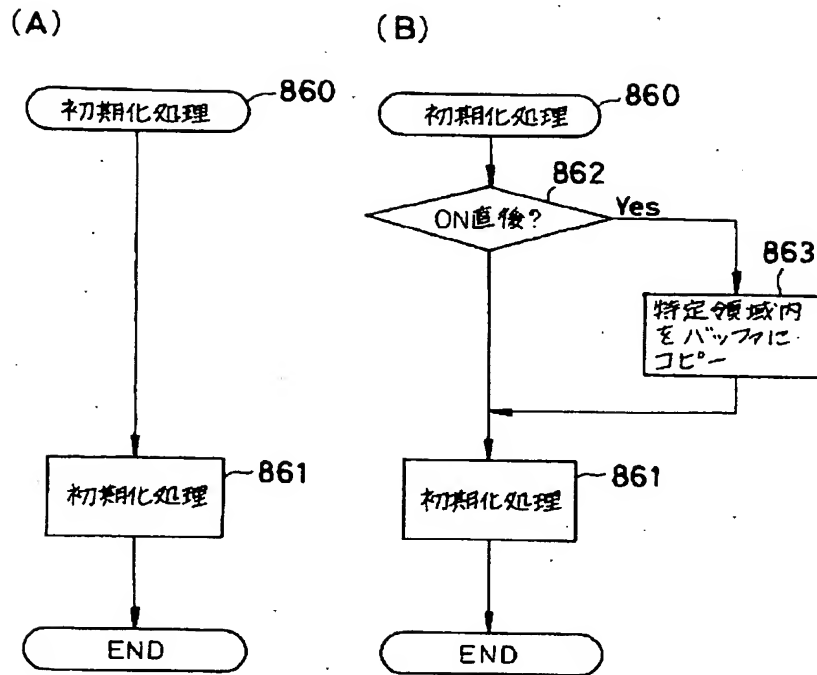 (A)
初期化処理
860
初期化処理
861
END
(B)
初期化処理
860
ON直後?
862
Yes
863
特定領域内
をバッファに
コピー
初期化処理
861
END